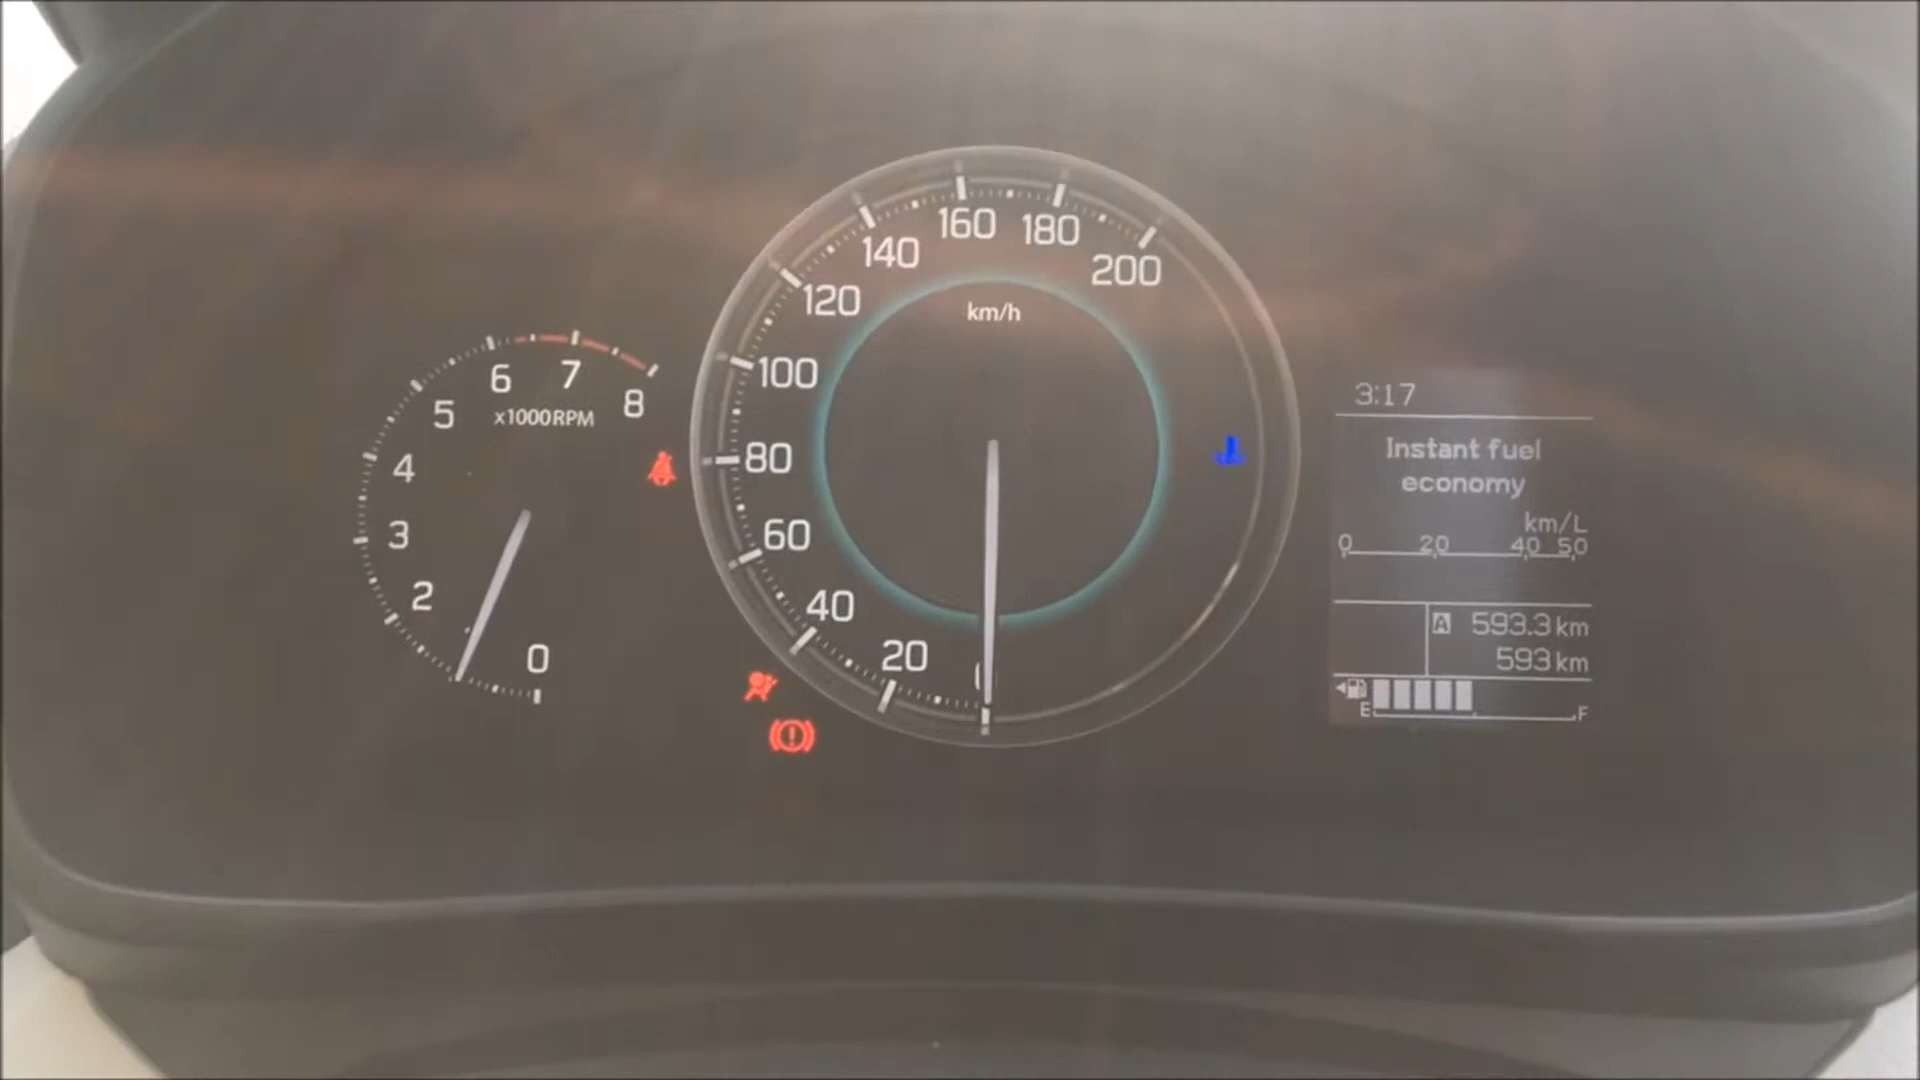 160
180
140
200
120
km/h
6
7
8
100
3:17
5
x1000RPM
Instant fuel
4
80
economy
km/L
3
60
0 20 40 50
2
40
A 593.3 km
0
20
593 km
E F